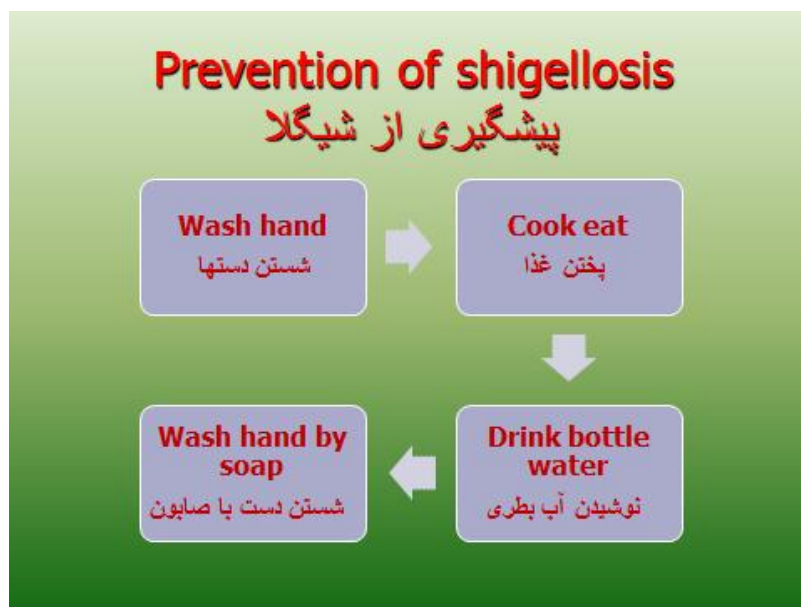 Prevention of shigellosis
پیشگیری از شیگلا
Wash hand
شستن دستها
Cook eat
پختن غذا
Drink bottle
water
نوشیدن آب بطری
Wash hand by
soap
شستن دست با صابون